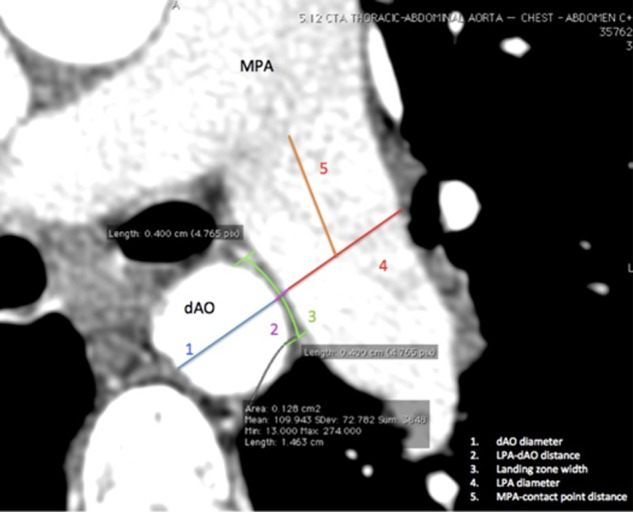 A
5.12 CTA THORACIC-ABDOMINAL AORTA — CHEST - ABDOMEN C+
35762
3
MPA
5
Length: 0.400 cm (4.765 pix)
4
L
dAO
1
2
3
Length: 0.400 cm (4.765 pix)
Area: 0.128 cm2
Mean: 109.943 SDev: 72.782 Sum:
Min: 13.000 Max: 274.000
Length: 1.463 cm
1. dAO diameter
2. LPA-dAO distance
3. Landing zone width
4. LPA diameter
5. MPA-contact point distance